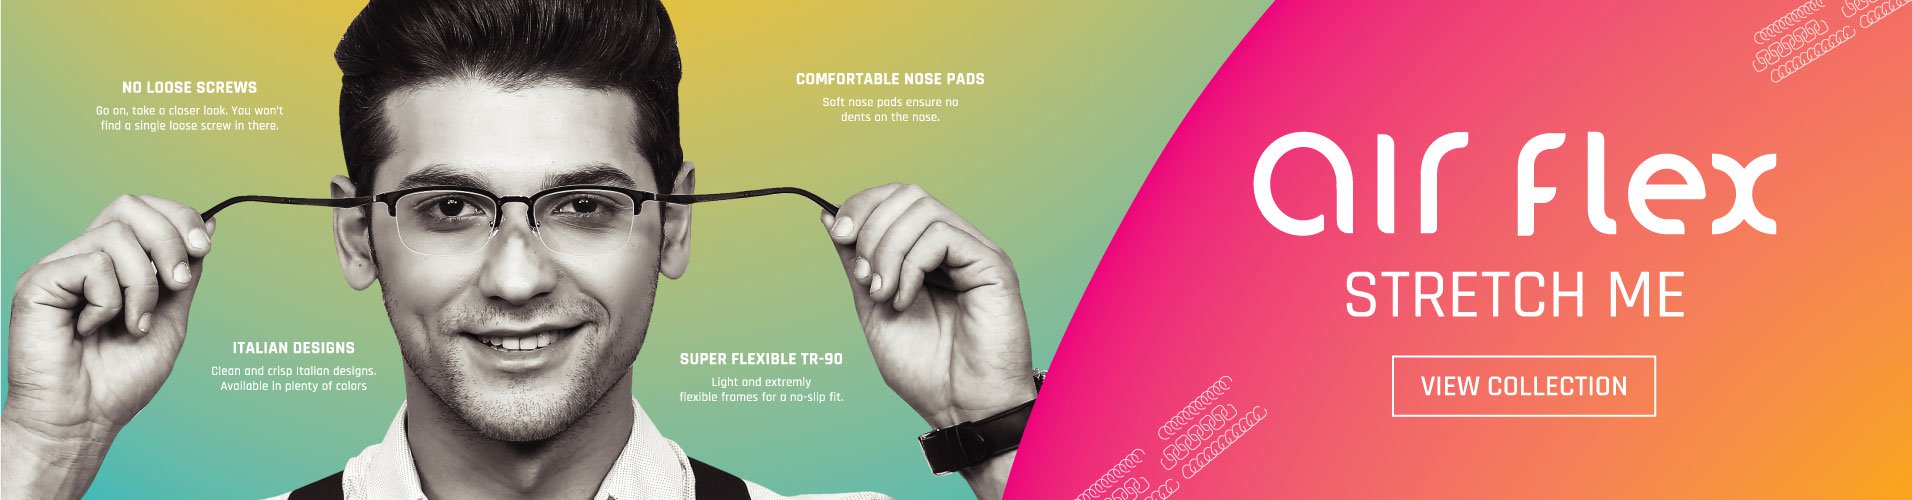 NO LOOSE SCREWS
Go on, take a closer look. You won't
find a single loose screw in there.
COMFORTABLE NOSE PADS
Soft nose pads ensure no
dents on the nose.
ITALIAN DESIGNS
Clean and crisp Italian designs.
Available in plenty of colors
SUPER FLEXIBLE TR-90
Light and extremly
flexible frames for a no-slip fit.
air flex
STRETCH ME
VIEW COLLECTION